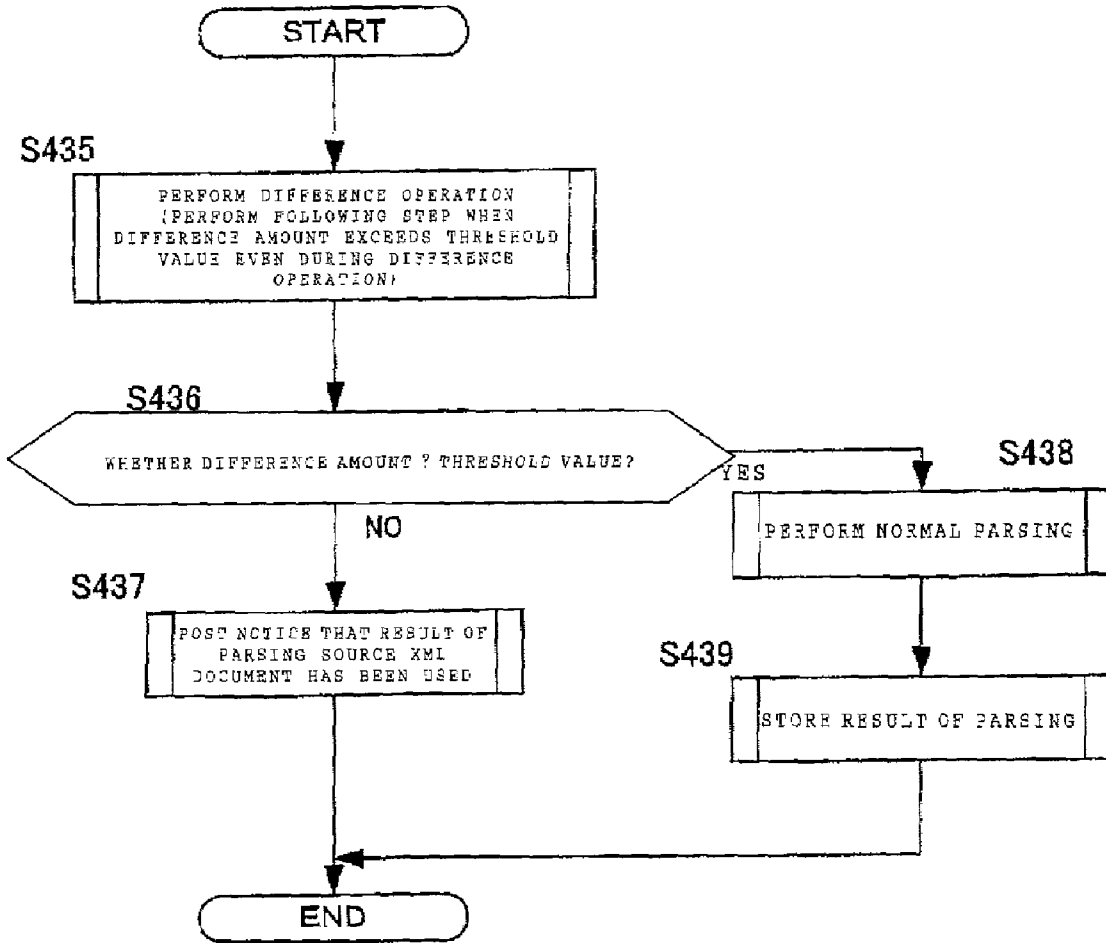 START
S435
PERFORM DIFFERENCE OPERATION
(PERFORM FOLLOWING STEP WHEN
DIFFERENCE AMOUNT EXCEEDS THRESHOLD
VALUE EVEN DURING DIFFERENCE
OPERATION)
S436
WHETHER DIFFERENCE AMOUNT ? THRESHOLD VALUE?
YES
NO
S438
PERFORM NORMAL PARSING
S437
POST NOTICE THAT RESULT OF
PARSING SOURCE XML
DOCUMENT HAS BEEN USED
S439
STORE RESULT OF PARSING
END